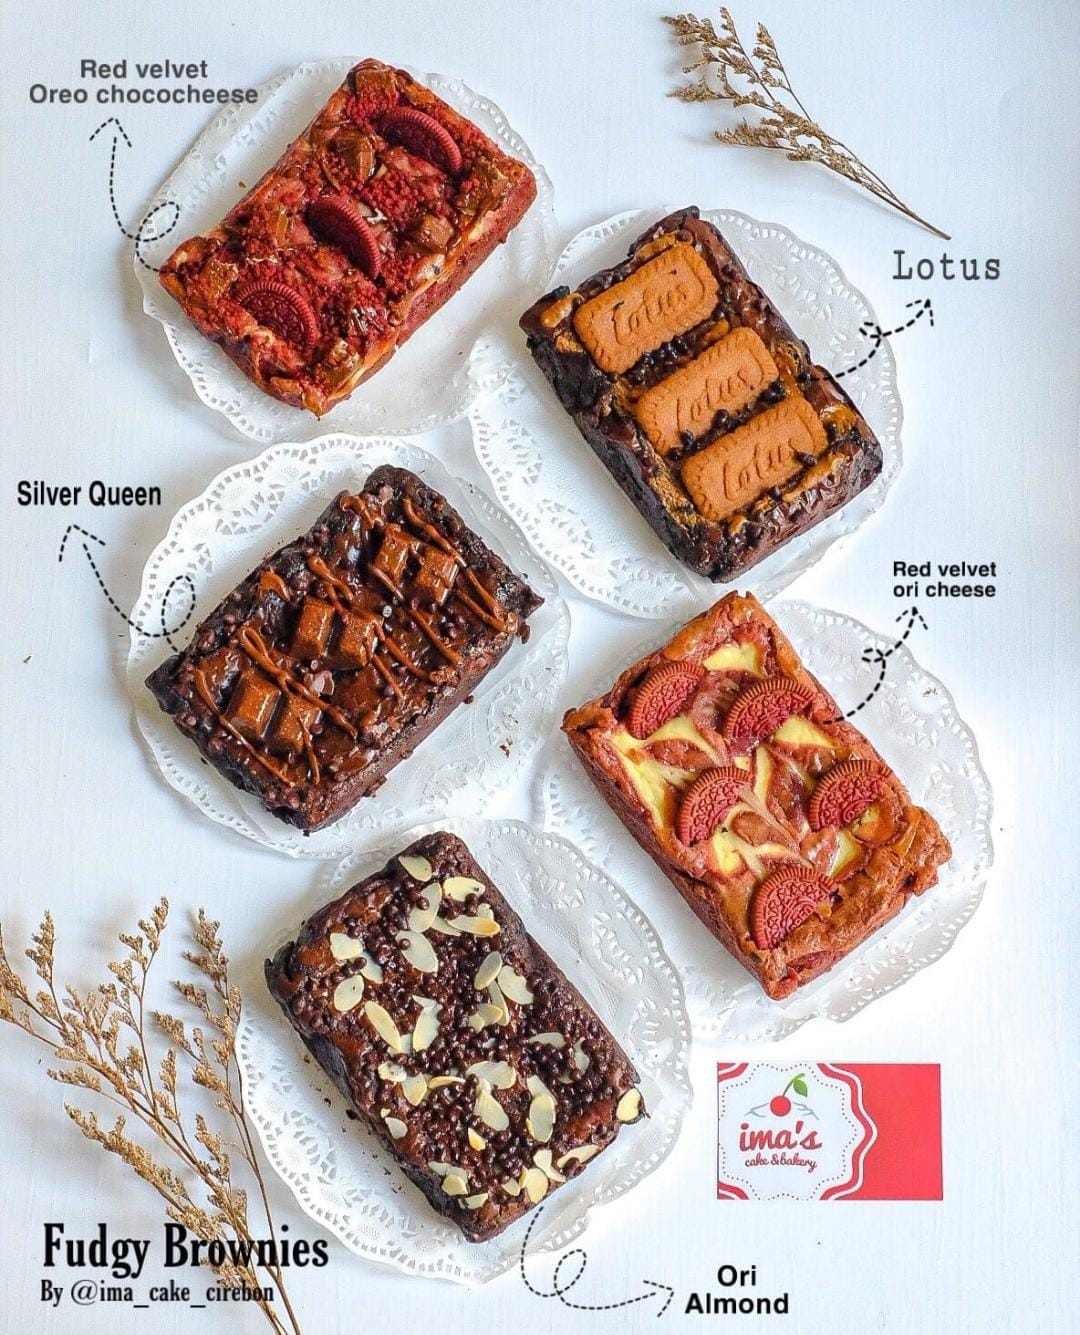 Red velvet
Oreo chococheese
Lotus
Lotus
Lotus
Lotus
Silver Queen
Red velvet
ori cheese
ima's
cake & bakery
Fudgy Brownies
By @ima_cake_cirebon
Ori
Almond